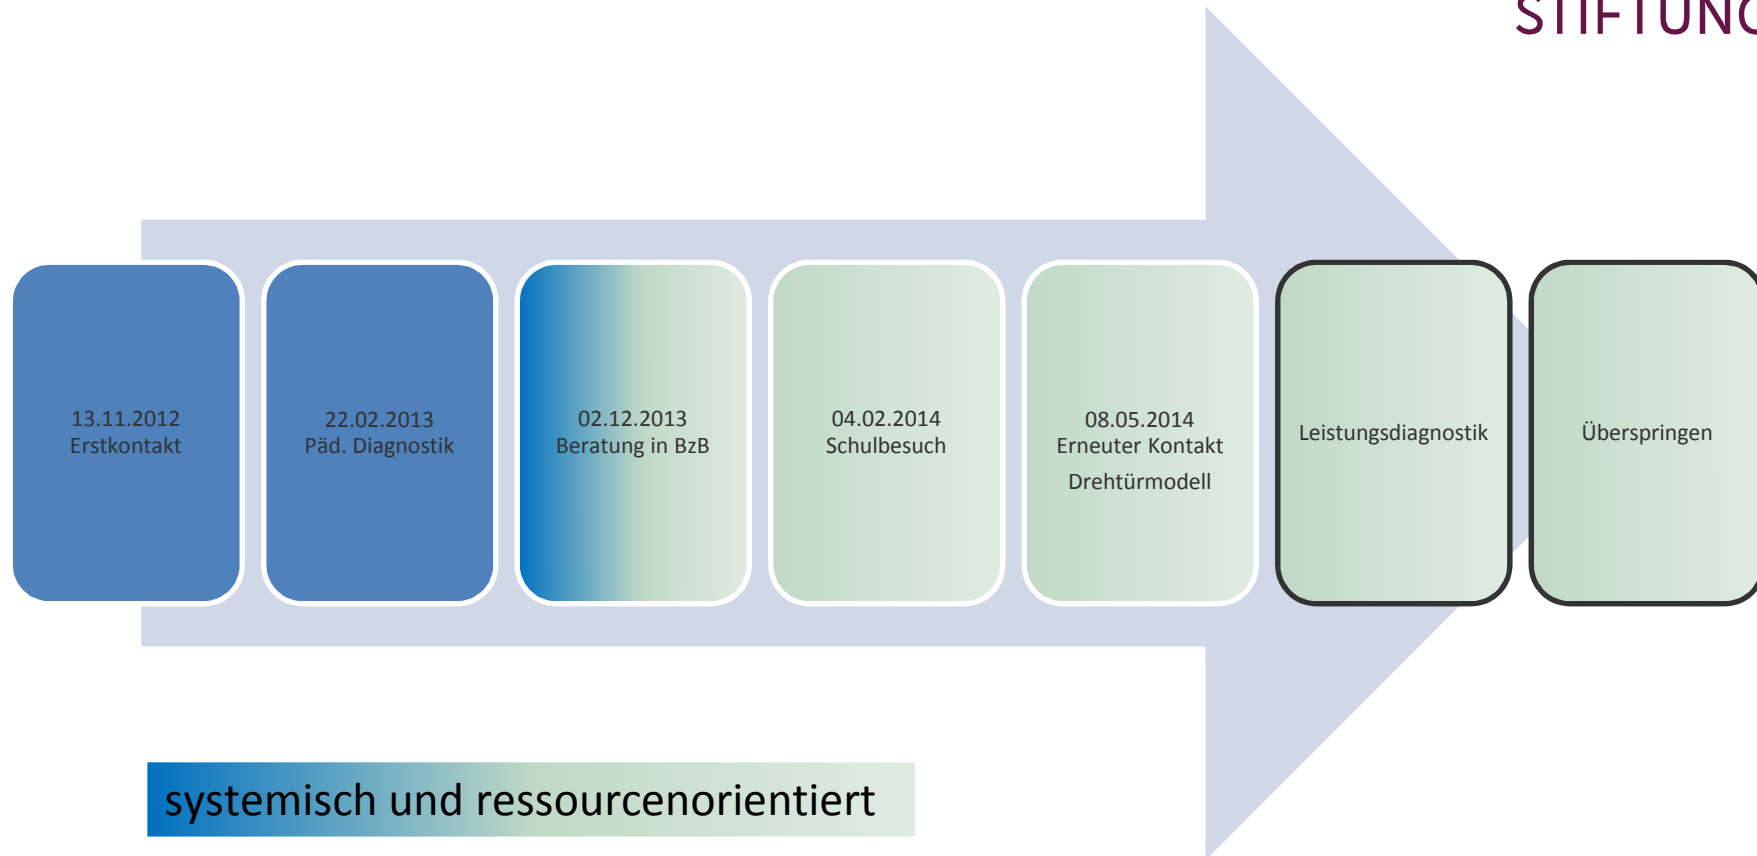 STIFTUNG
13.11.2012
Erstkontakt
22.02.2013
Päd. Diagnostik
02.12.2013
Beratung in BzB
04.02.2014
Schulbesuch
08.05.2014
Erneuter Kontakt
Drehtürmodell
Leistungsdiagnostik
Überspringen
systemisch und ressourcenorientiert